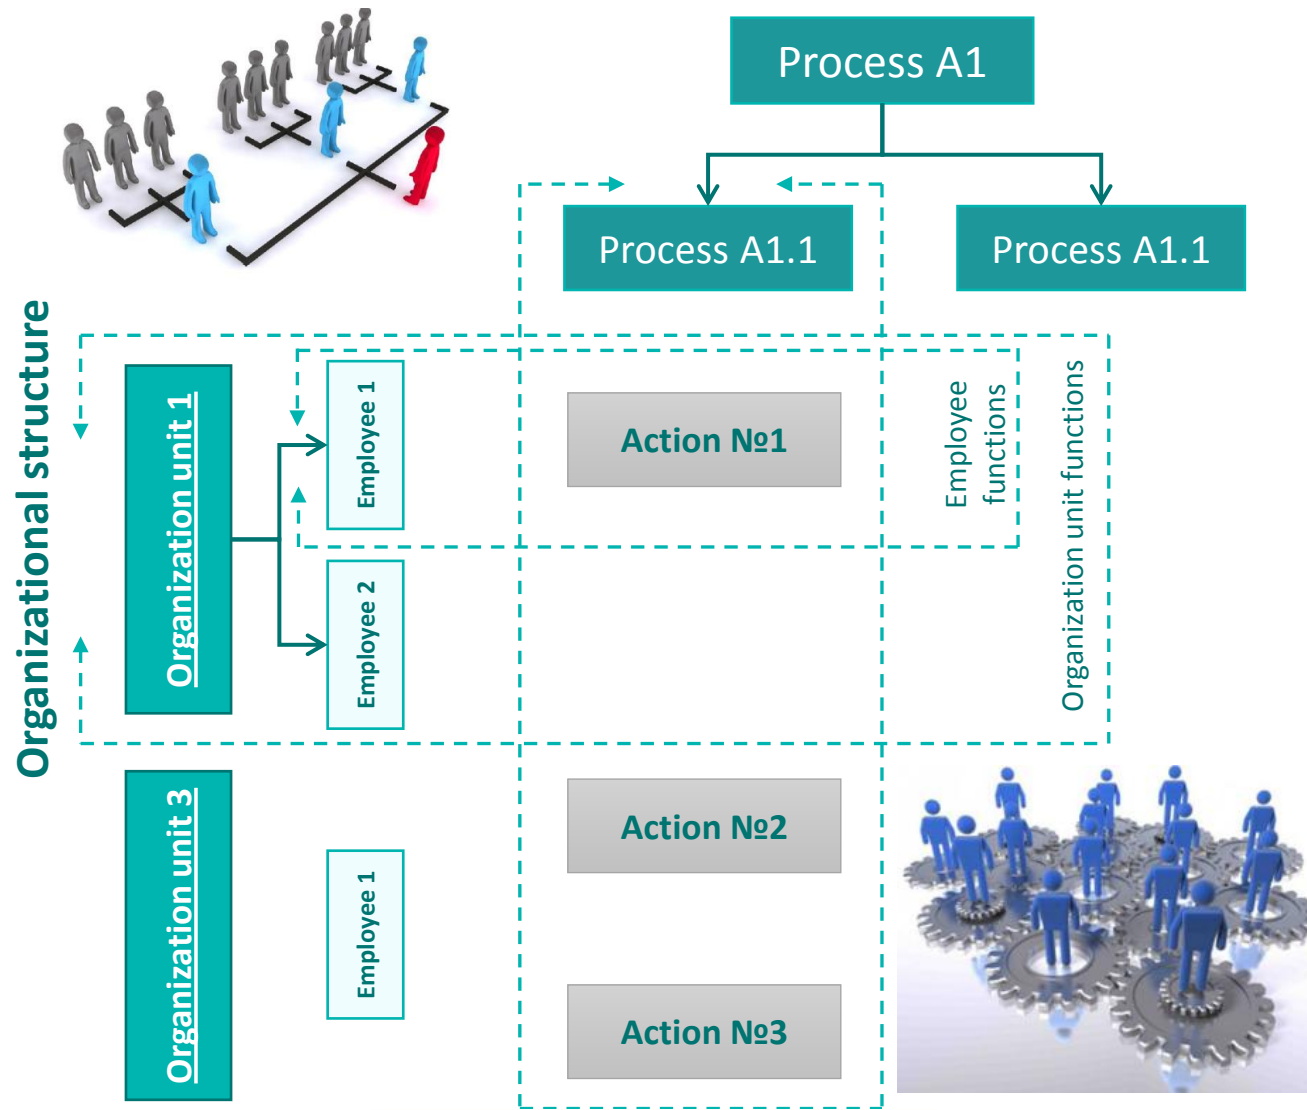 Process A1
Process A1.1
Process A1.1
Organizational structure
Organization unit 1
Employee 1
Action №1
Employee
functions
Organization unit functions
Employee 2
Organization unit 3
Employee 1
Action №2
Action №3